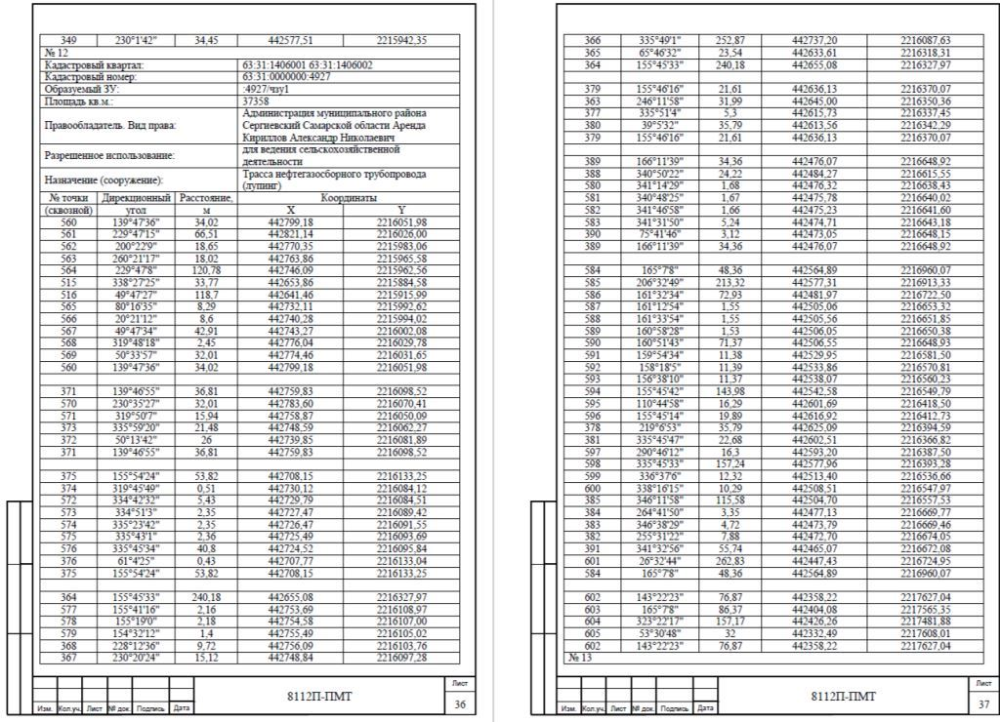 349 230°1'42" 34,45 442577,51 2215942,35
№ 12
Кадастровый квартал: 63:31:1406001 63:31:1406002
Кадастровый номер: 63:31:0000000:4927
Образуемый ЗУ: :4927/чзу1
Площадь кв.м.: 37358
Правообладатель. Вид права: Администрация муниципального района
Сергиевский Самарской области Аренда
Кириллов Александр Николаевич
Разрешенное использование: для ведения сельскохозяйственной
деятельности
Назначение (сооружение): Трасса нефтегазосборного трубопровода
(лупинг)
№ точки Дирекционный Расстояние, Координаты
(сквозной) угол м X Y
560 139°47'36" 34,02 442799,18 2216051,98
561 229°47'15" 66,51 442821,14 2216026,00
562 200°22'9" 18,65 442770,35 2215983,06
563 260°21'17" 18,02 442763,86 2215965,58
564 229°47'8" 120,78 442746,09 2215962,56
515 338°27'25" 33,77 442653,86 2215884,58
516 49°47'27" 118,7 442641,46 2215915,99
565 80°16'35" 8,29 442732,11 2215992,62
566 20°21'12" 8,6 442740,28 2215994,02
567 49°47'34" 42,91 442743,27 2216002,08
568 319°48'18" 2,45 442776,04 2216029,78
569 50°33'57" 32,01 442774,46 2216031,65
560 139°47'36" 34,02 442799,18 2216051,98
371 139°46'55" 36,81 442759,83 2216098,52
570 230°35'27" 32,01 442783,60 2216070,41
571 319°50'7" 15,94 442758,87 2216050,09
373 335°59'20" 21,48 442748,59 2216062,27
372 50°13'42" 26 442739,85 2216081,89
371 139°46'55" 36,81 442759,83 2216098,52
375 155°54'24" 53,82 442708,15 2216133,25
374 319°45'49" 0,51 442730,12 2216084,12
572 334°42'32" 5,43 442729,79 2216084,51
573 334°51'3" 2,35 442727,47 2216089,42
574 335°23'42" 2,35 442726,47 2216091,55
575 335°43'1" 2,36 442725,49 2216093,69
576 335°45'34" 40,8 442724,52 2216095,84
376 61°4'25" 0,43 442707,77 2216133,04
375 155°54'24" 53,82 442708,15 2216133,25
364 155°45'33" 240,18 442655,08 2216327,97
577 155°41'16" 2,16 442753,69 2216108,97
578 155°19'0" 2,18 442754,58 2216107,00
579 154°32'12" 1,4 442755,49 2216105,02
368 228°12'36" 9,72 442756,09 2216103,76
367 230°20'24" 15,12 442748,84 2216097,28
Изм. Кол.уч. Лист № док. Подпись Дата
8112П-ПМТ
Лист
36
366 335°49'1" 252,87 442737,20 2216087,63
365 65°46'32" 23,54 442633,61 2216318,31
364 155°45'33" 240,18 442655,08 2216327,97
379 155°46'16" 21,61 442636,13 2216370,07
363 246°11'58" 31,99 442645,00 2216350,36
377 335°51'4" 5,3 442615,73 2216337,45
380 39°5'32" 35,79 442613,56 2216342,29
379 155°46'16" 21,61 442636,13 2216370,07
389 166°11'39" 34,36 442476,07 2216648,92
388 340°50'22" 24,22 442484,27 2216615,55
580 341°14'29" 1,68 442476,32 2216638,43
581 340°48'25" 1,67 442475,78 2216640,02
582 341°46'58" 1,66 442475,23 2216641,60
583 341°31'50" 5,24 442474,71 2216643,18
390 75°41'46" 3,12 442473,05 2216648,15
389 166°11'39" 34,36 442476,07 2216648,92
584 165°7'8" 48,36 442564,89 2216960,07
585 206°32'49" 213,32 442577,31 2216913,33
586 161°32'34" 72,93 442481,97 2216722,50
587 161°12'54" 1,55 442505,06 2216653,32
588 161°33'54" 1,55 442505,56 2216651,85
589 160°58'28" 1,53 442506,05 2216650,38
590 160°51'43" 71,37 442506,55 2216648,93
591 159°54'34" 11,38 442529,95 2216581,50
592 158°18'5" 11,39 442533,86 2216570,81
593 156°38'10" 11,37 442538,07 2216560,23
594 155°45'42" 143,98 442542,58 2216549,79
595 110°44'58" 16,29 442601,69 2216418,50
596 155°45'14" 19,89 442616,92 2216412,73
378 219°6'53" 35,79 442625,09 2216394,59
381 335°45'47" 22,68 442602,51 2216366,82
597 290°46'12" 16,3 442593,20 2216387,50
598 335°45'33" 157,24 442577,96 2216393,28
599 336°37'6" 12,32 442513,40 2216536,66
600 338°16'15" 10,29 442508,51 2216547,97
385 346°11'58" 115,58 442504,70 2216557,53
384 264°41'50" 3,35 442477,13 2216669,77
383 346°38'29" 4,72 442473,79 2216669,46
382 255°31'22" 7,88 442472,70 2216674,05
391 341°32'56" 55,74 442465,07 2216672,08
601 26°32'44" 262,83 442447,43 2216724,95
584 165°7'8" 48,36 442564,89 2216960,07
602 143°22'23" 76,87 442358,22 2217627,04
603 165°7'8" 86,37 442404,08 2217565,35
604 323°22'17" 157,17 442426,26 2217481,88
605 53°30'48" 32 442332,49 2217608,01
602 143°22'23" 76,87 442358,22 2217627,04
№ 13
Изм. Кол.уч. Лист № док. Подпись Дата
8112П-ПМТ
Лист
37